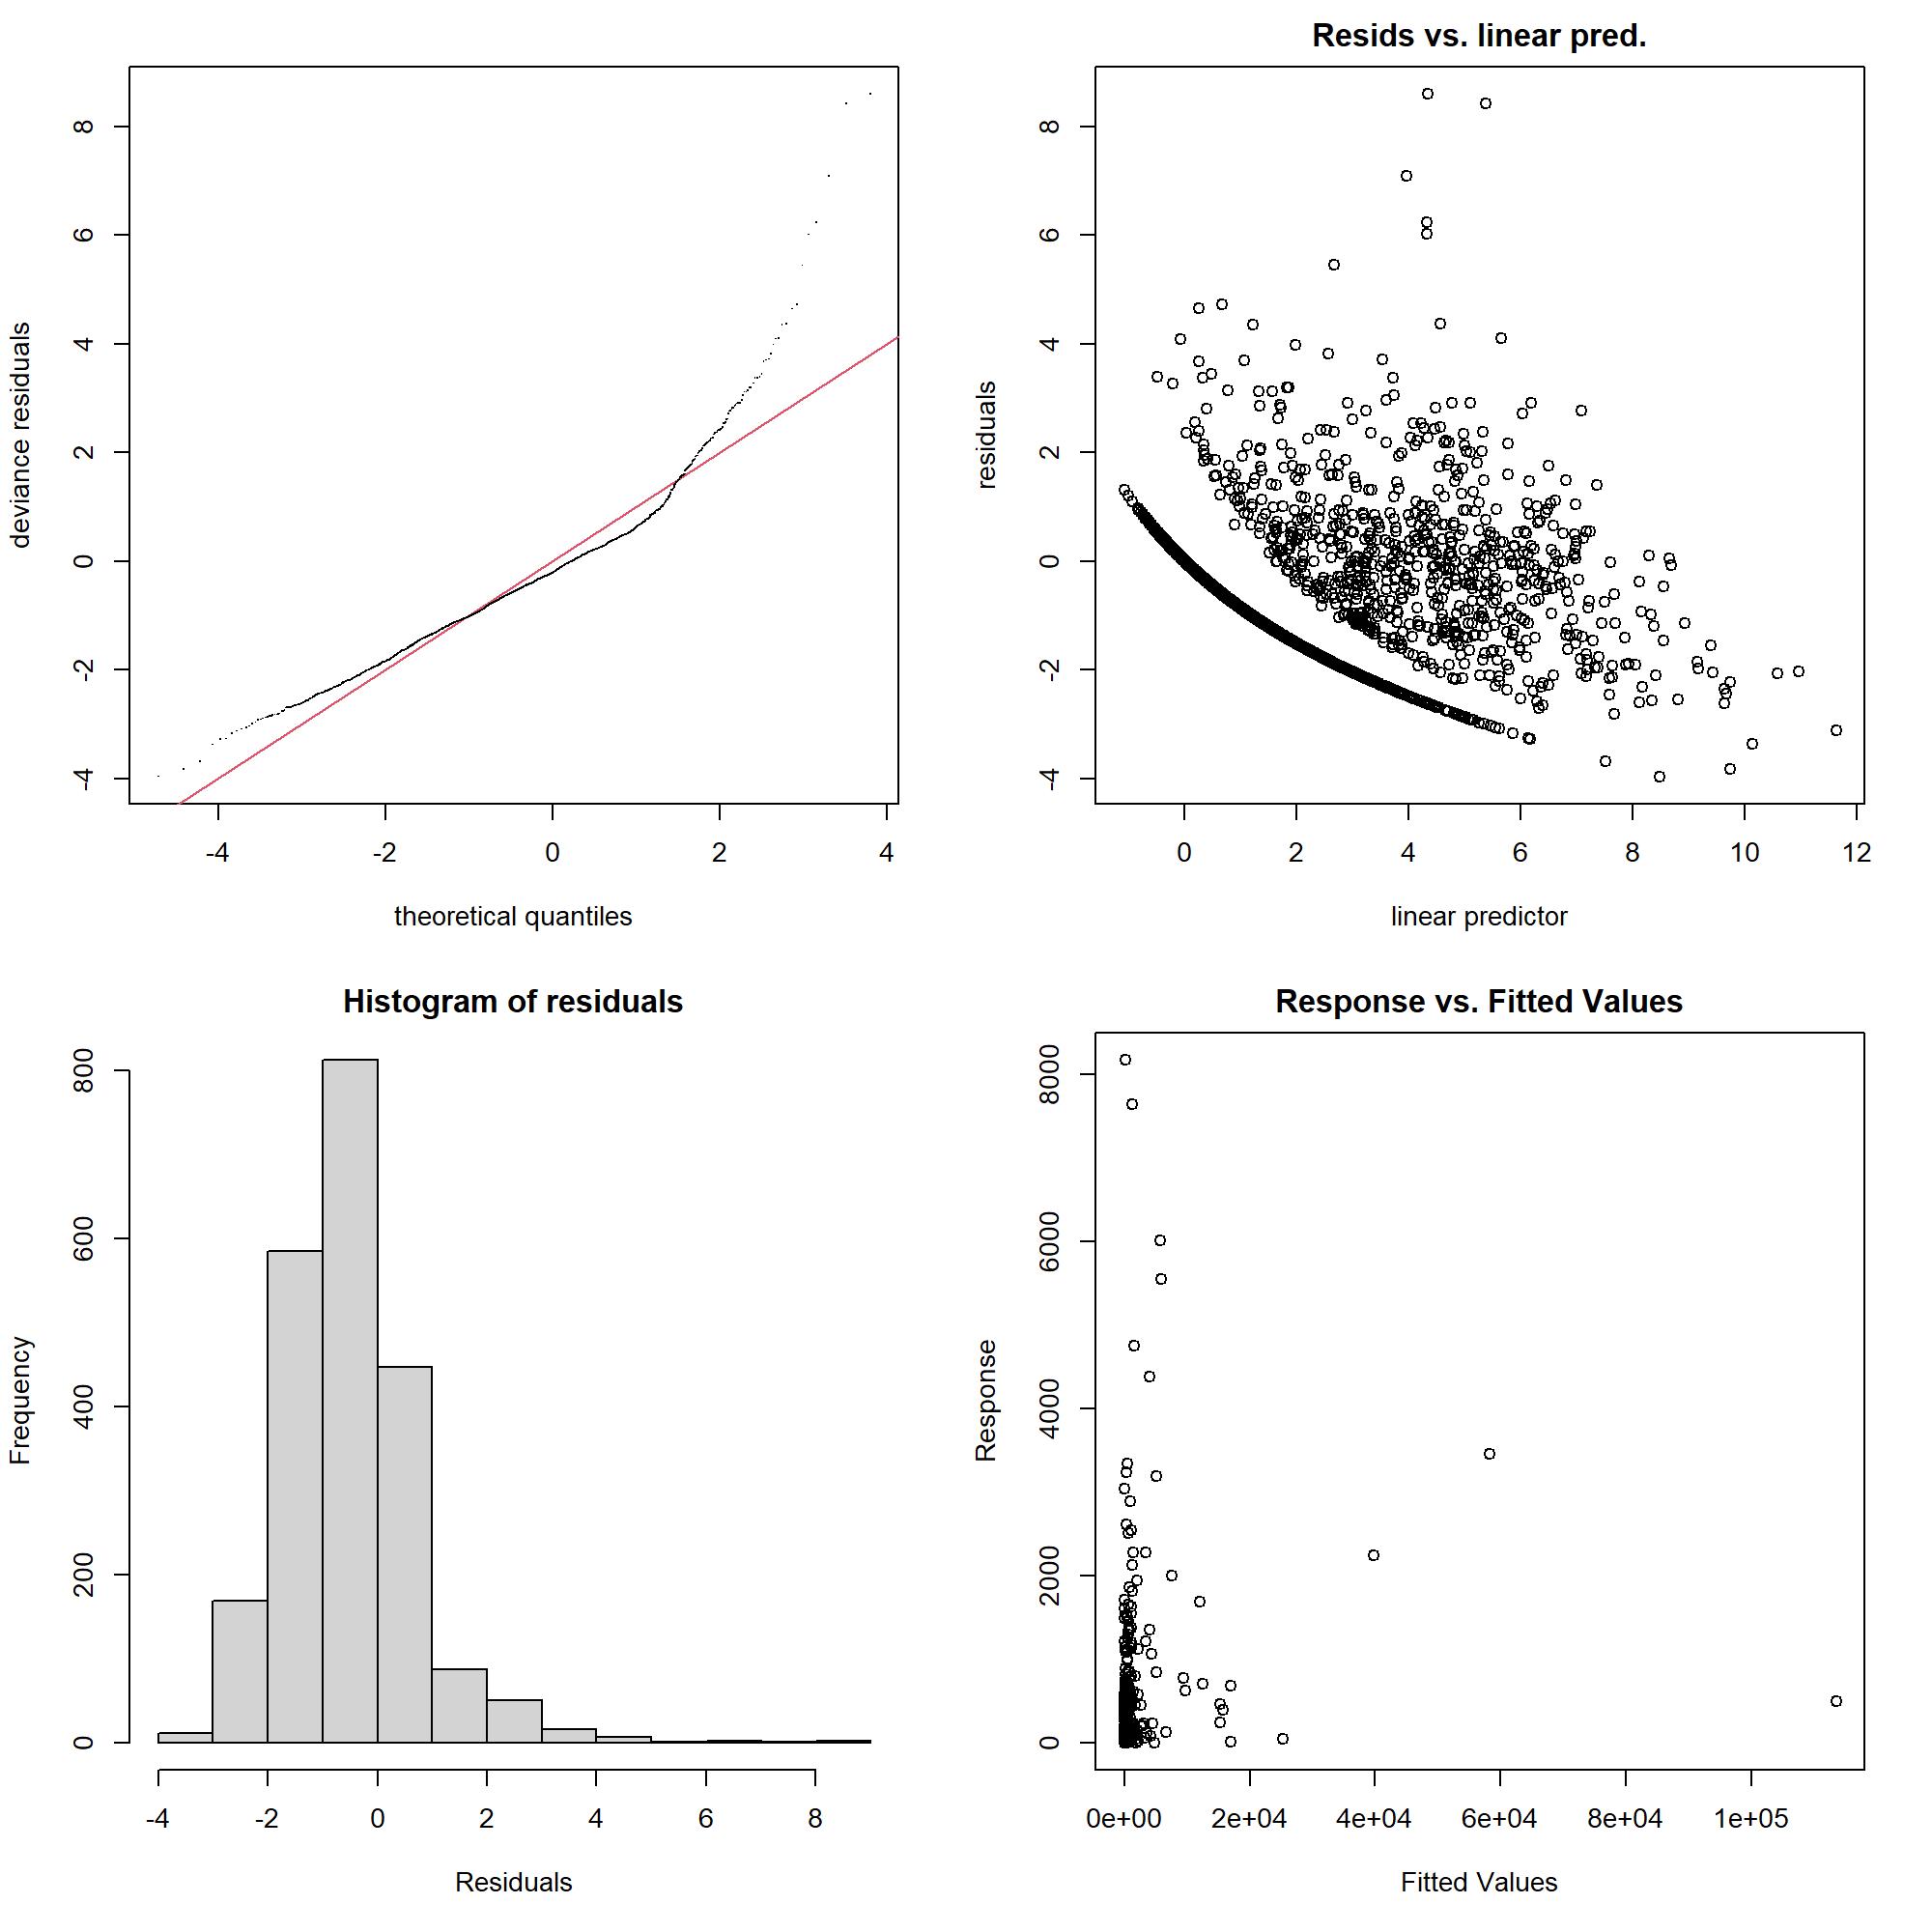 deviance residuals
8
6
4
2
0
-2
-4
-4 -2 0 2 4
theoretical quantiles
Resids vs. linear pred.
residuals
8
6
4
2
0
-2
-4
0 2 4 6 8 10 12
linear predictor
Histogram of residuals
Frequency
800
600
400
200
0
-4 -2 0 2 4 6 8
Residuals
Response vs. Fitted Values
Response
8000
6000
4000
2000
0
0e+00 2e+04 4e+04 6e+04 8e+04 1e+05
Fitted Values